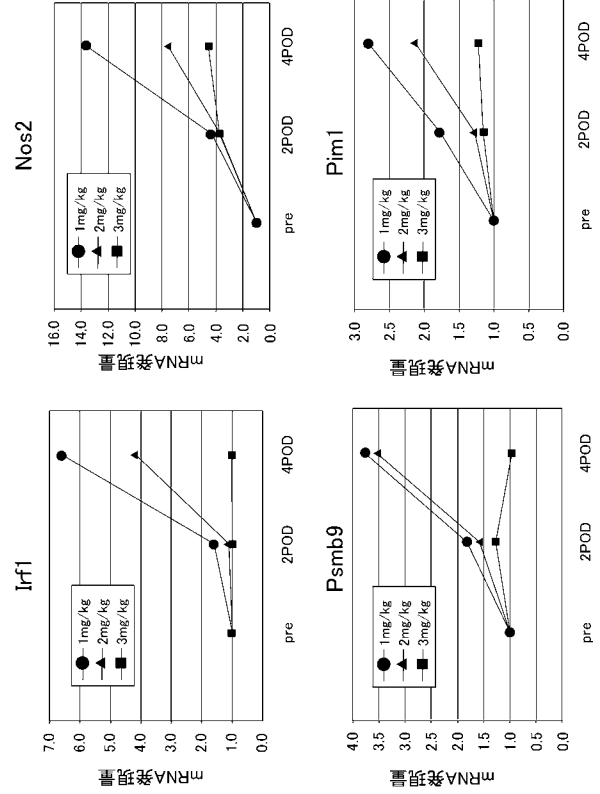 Irf1
7.0
6.0
5.0
4.0
3.0
2.0
1.0
0.0
mRNA発現量
1mg/kg
2mg/kg
3mg/kg
pre
2POD
4POD
Nos2
16.0
14.0
12.0
10.0
8.0
6.0
4.0
2.0
0.0
mRNA発現量
1mg/kg
2mg/kg
3mg/kg
pre
2POD
4POD
Psmb9
4.0
3.5
3.0
2.5
2.0
1.5
1.0
0.5
0.0
mRNA発現量
1mg/kg
2mg/kg
3mg/kg
pre
2POD
4POD
Pim1
3.0
2.5
2.0
1.5
1.0
0.5
0.0
mRNA発現量
1mg/kg
2mg/kg
3mg/kg
pre
2POD
4POD